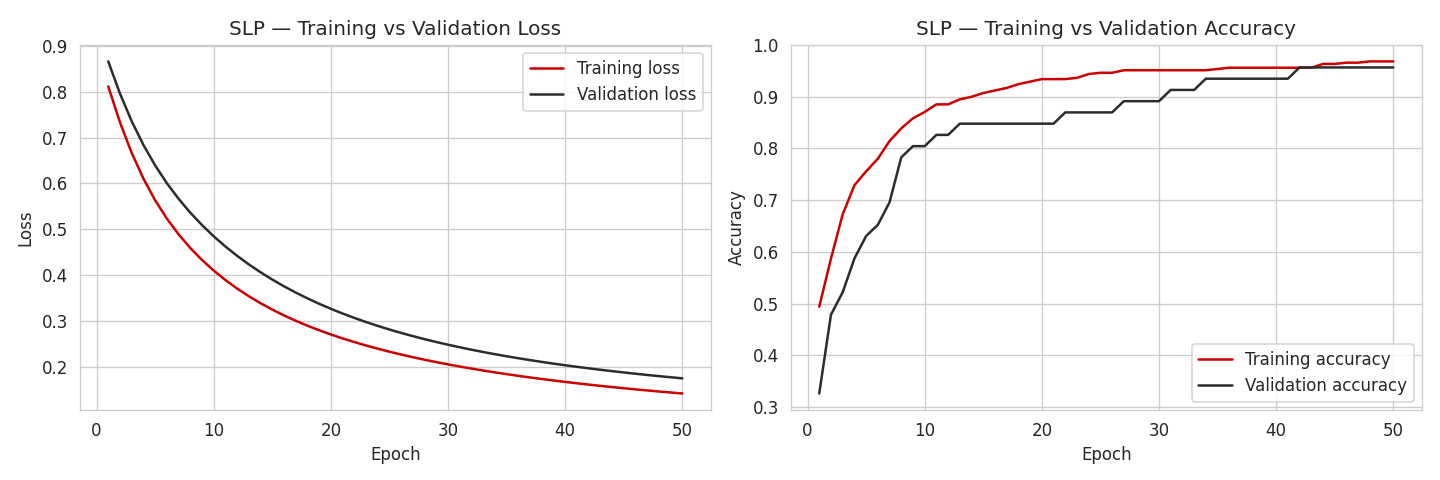 SLP — Training vs Validation Loss
Loss
0.9
0.8
0.7
0.6
0.5
0.4
0.3
0.2
Training loss
Validation loss
0
10
20
30
40
50
Epoch
SLP — Training vs Validation Accuracy
Accuracy
1.0
0.9
0.8
0.7
0.6
0.5
0.4
0.3
Training accuracy
Validation accuracy
0
10
20
30
40
50
Epoch